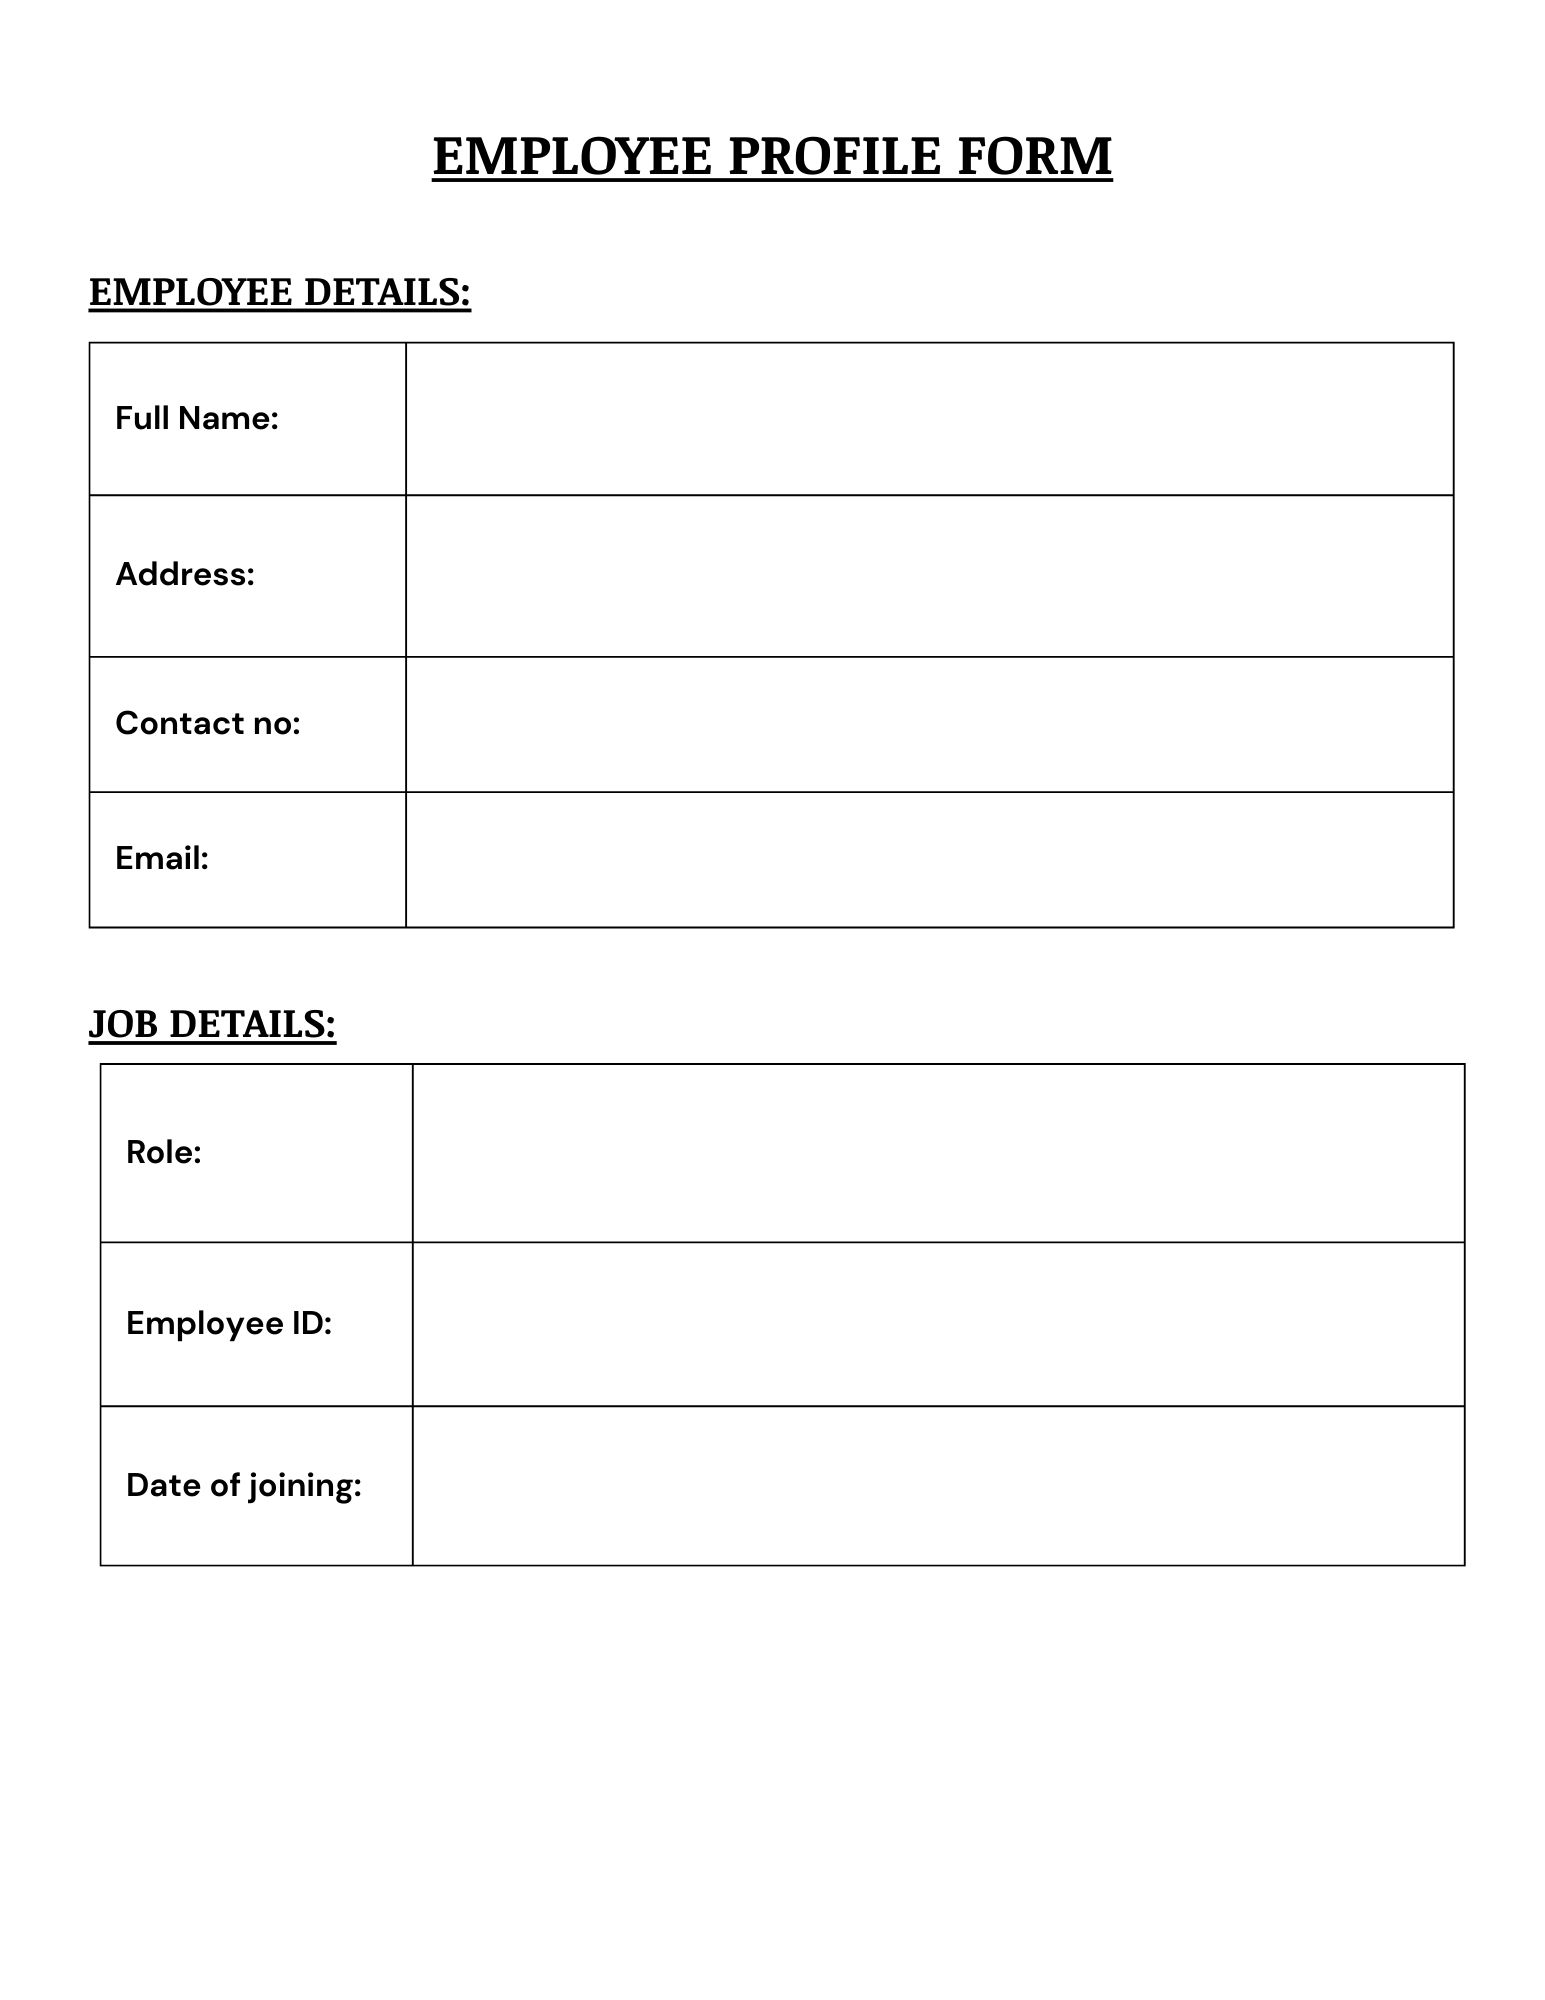 EMPLOYEE PROFILE FORM
EMPLOYEE DETAILS:
Full Name:
Address:
Contact no:
Email:
JOB DETAILS:
Role:
Employee ID:
Date of joining: